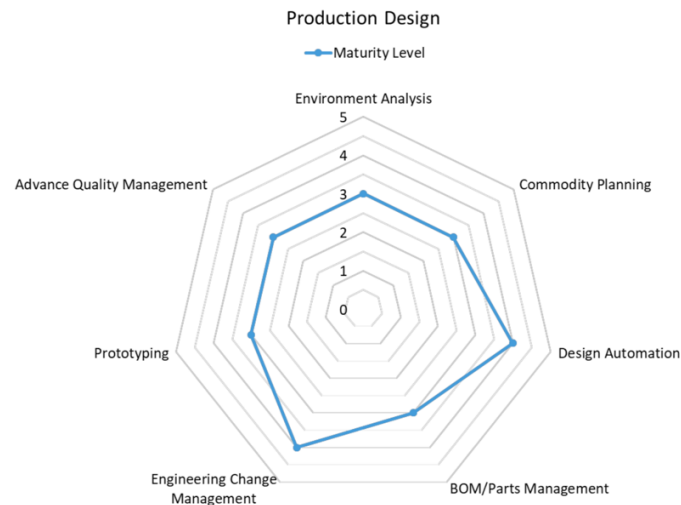 Production Design
Maturity Level
Environment Analysis
5
Advance Quality Management
Commodity Planning
4
3
2
1
0
Prototyping
Design Automation
Engineering Change
Management
BOM/Parts Management